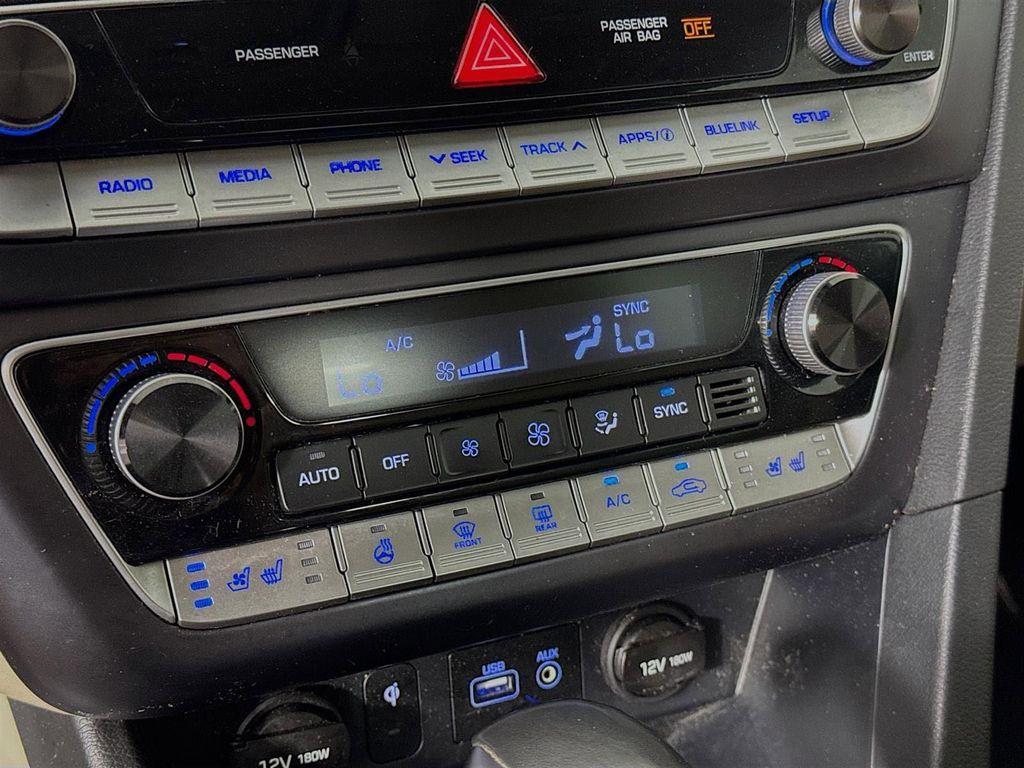 PASSENGER
PASSENGER
AIR BAG OFF
ENTER
RADIO
MEDIA
PHONE
SEEK
TRACK
APPS/i
BLUELINK
SETUP
A/C
SYNC
Lo
Lo
AUTO
OFF
SYNC
FRONT
REAR
A/C
USB
AUX
12V 180W
12V 180W